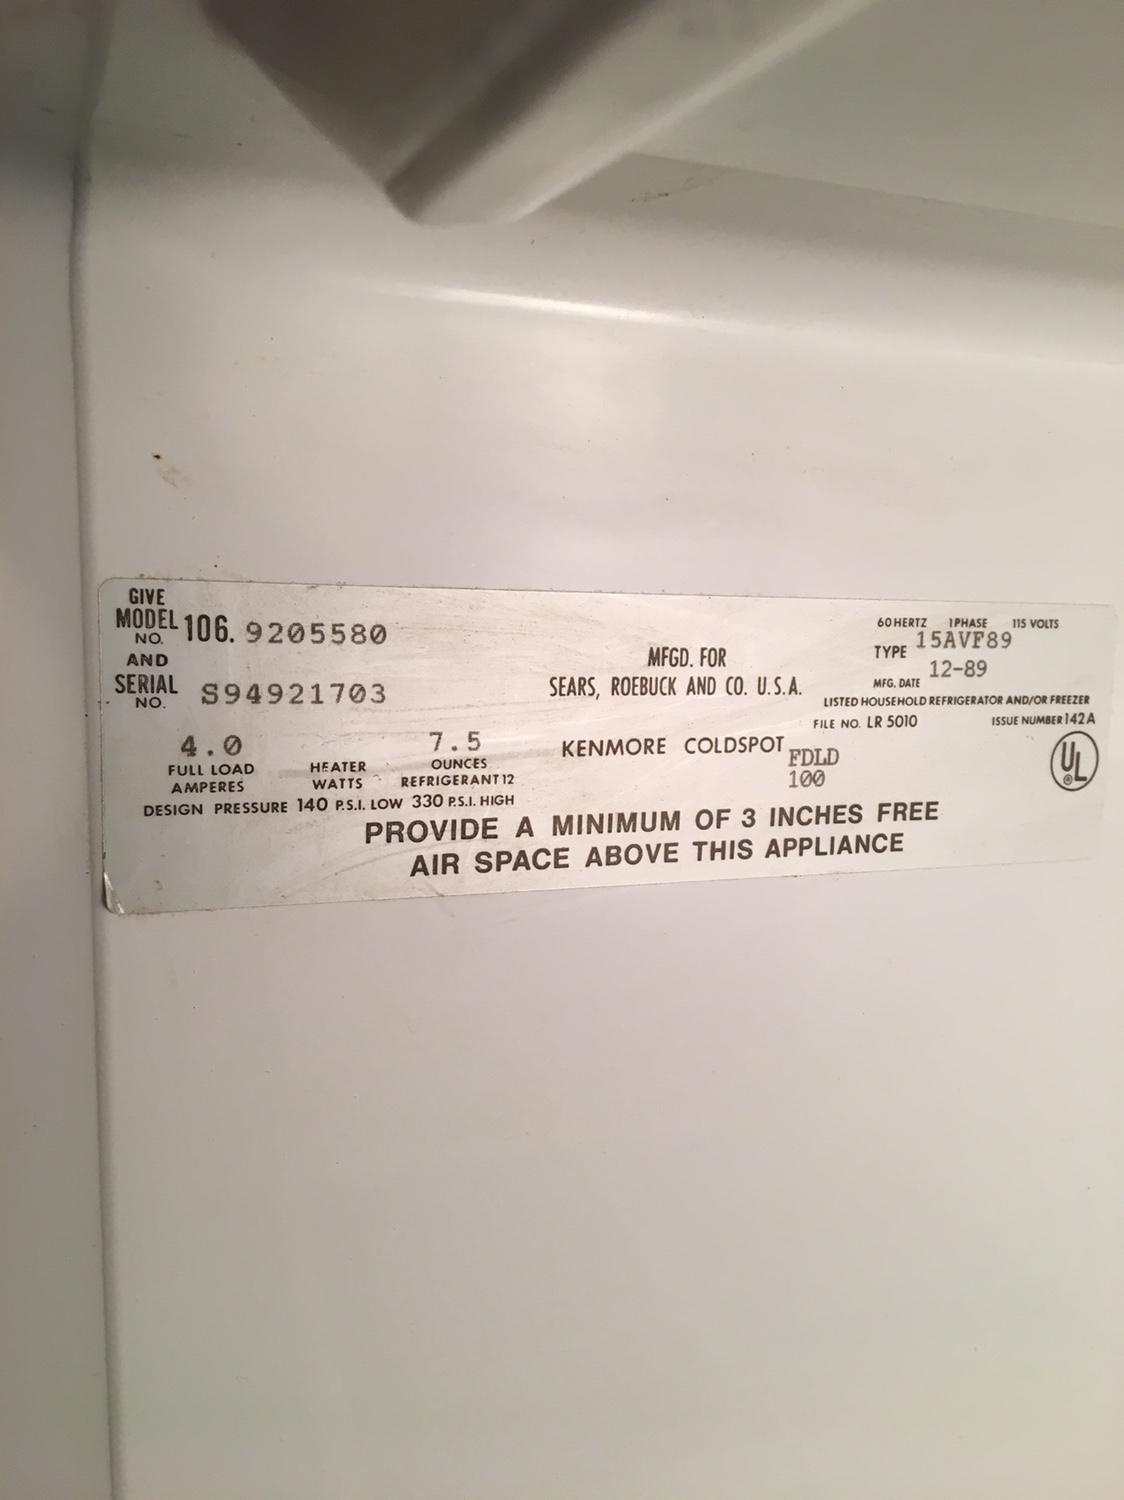 GIVE
MODEL NO. 106. 9205580
AND
SERIAL NO. S94921703
4.0
FULL LOAD
AMPERES
HEATER
WATTS
7.5
OUNCES
REFRIGERANT 12
DESIGN PRESSURE 140 P.S.I. LOW 330 P.S.I. HIGH
MFGD. FOR
SEARS, ROEBUCK AND CO. U.S.A.
KENMORE COLDSPOT
FDLD
100
60 HERTZ 1 PHASE 115 VOLTS
TYPE 15AVF89
MFG. DATE 12-89
LISTED HOUSEHOLD REFRIGERATOR AND/OR FREEZER
FILE NO. LR 5010 ISSUE NUMBER 142A
UL ®
PROVIDE A MINIMUM OF 3 INCHES FREE
AIR SPACE ABOVE THIS APPLIANCE